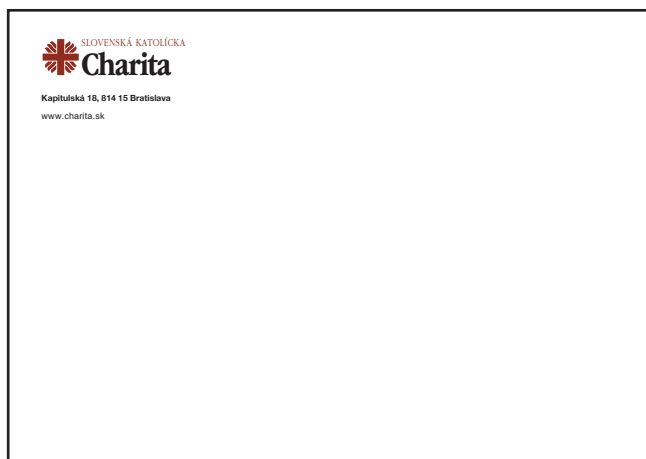 SLOVENSKÁ KATOLÍCKA
Charita
Kapitulská 18, 814 15 Bratislava
www.charita.sk